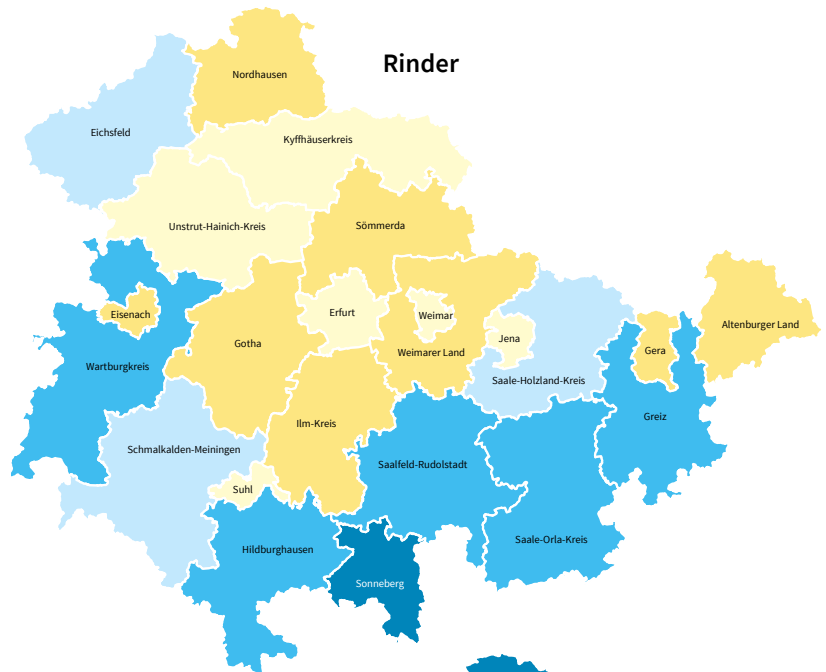 Rinder
Nordhausen
Eichsfeld
Kyffhäuserkreis
Unstrut-Hainich-Kreis
Sömmerda
Eisenach
Erfurt
Weimar
Altenburger Land
Jena
Gotha
Weimarer Land
Gera
Wartburgkreis
Saale-Holzland-Kreis
Greiz
Ilm-Kreis
Schmalkalden-Meiningen
Saalfeld-Rudolstadt
Suhl
Saale-Orla-Kreis
Hildburghausen
Sonneberg